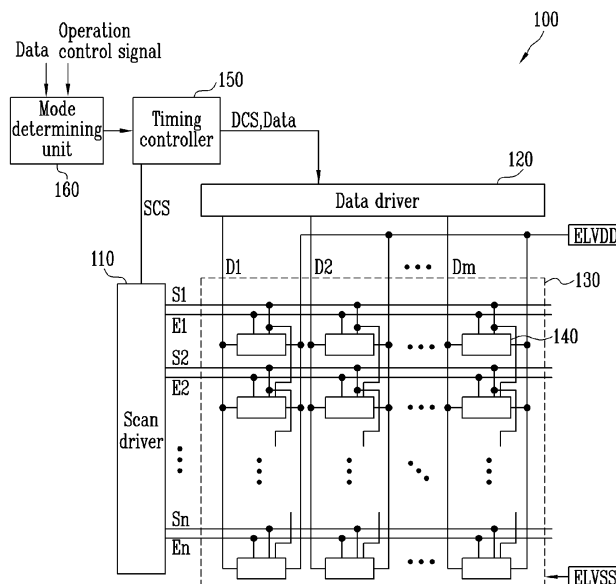 100
Operation
Data control signal
150
Mode
determining
unit
Timing
controller
DCS,Data
160
120
Data driver
SCS
ELVDD
110
D1 D2 Dm
130
S1
E1
140
S2
E2
Scan
driver
Sn
En
ELVSS